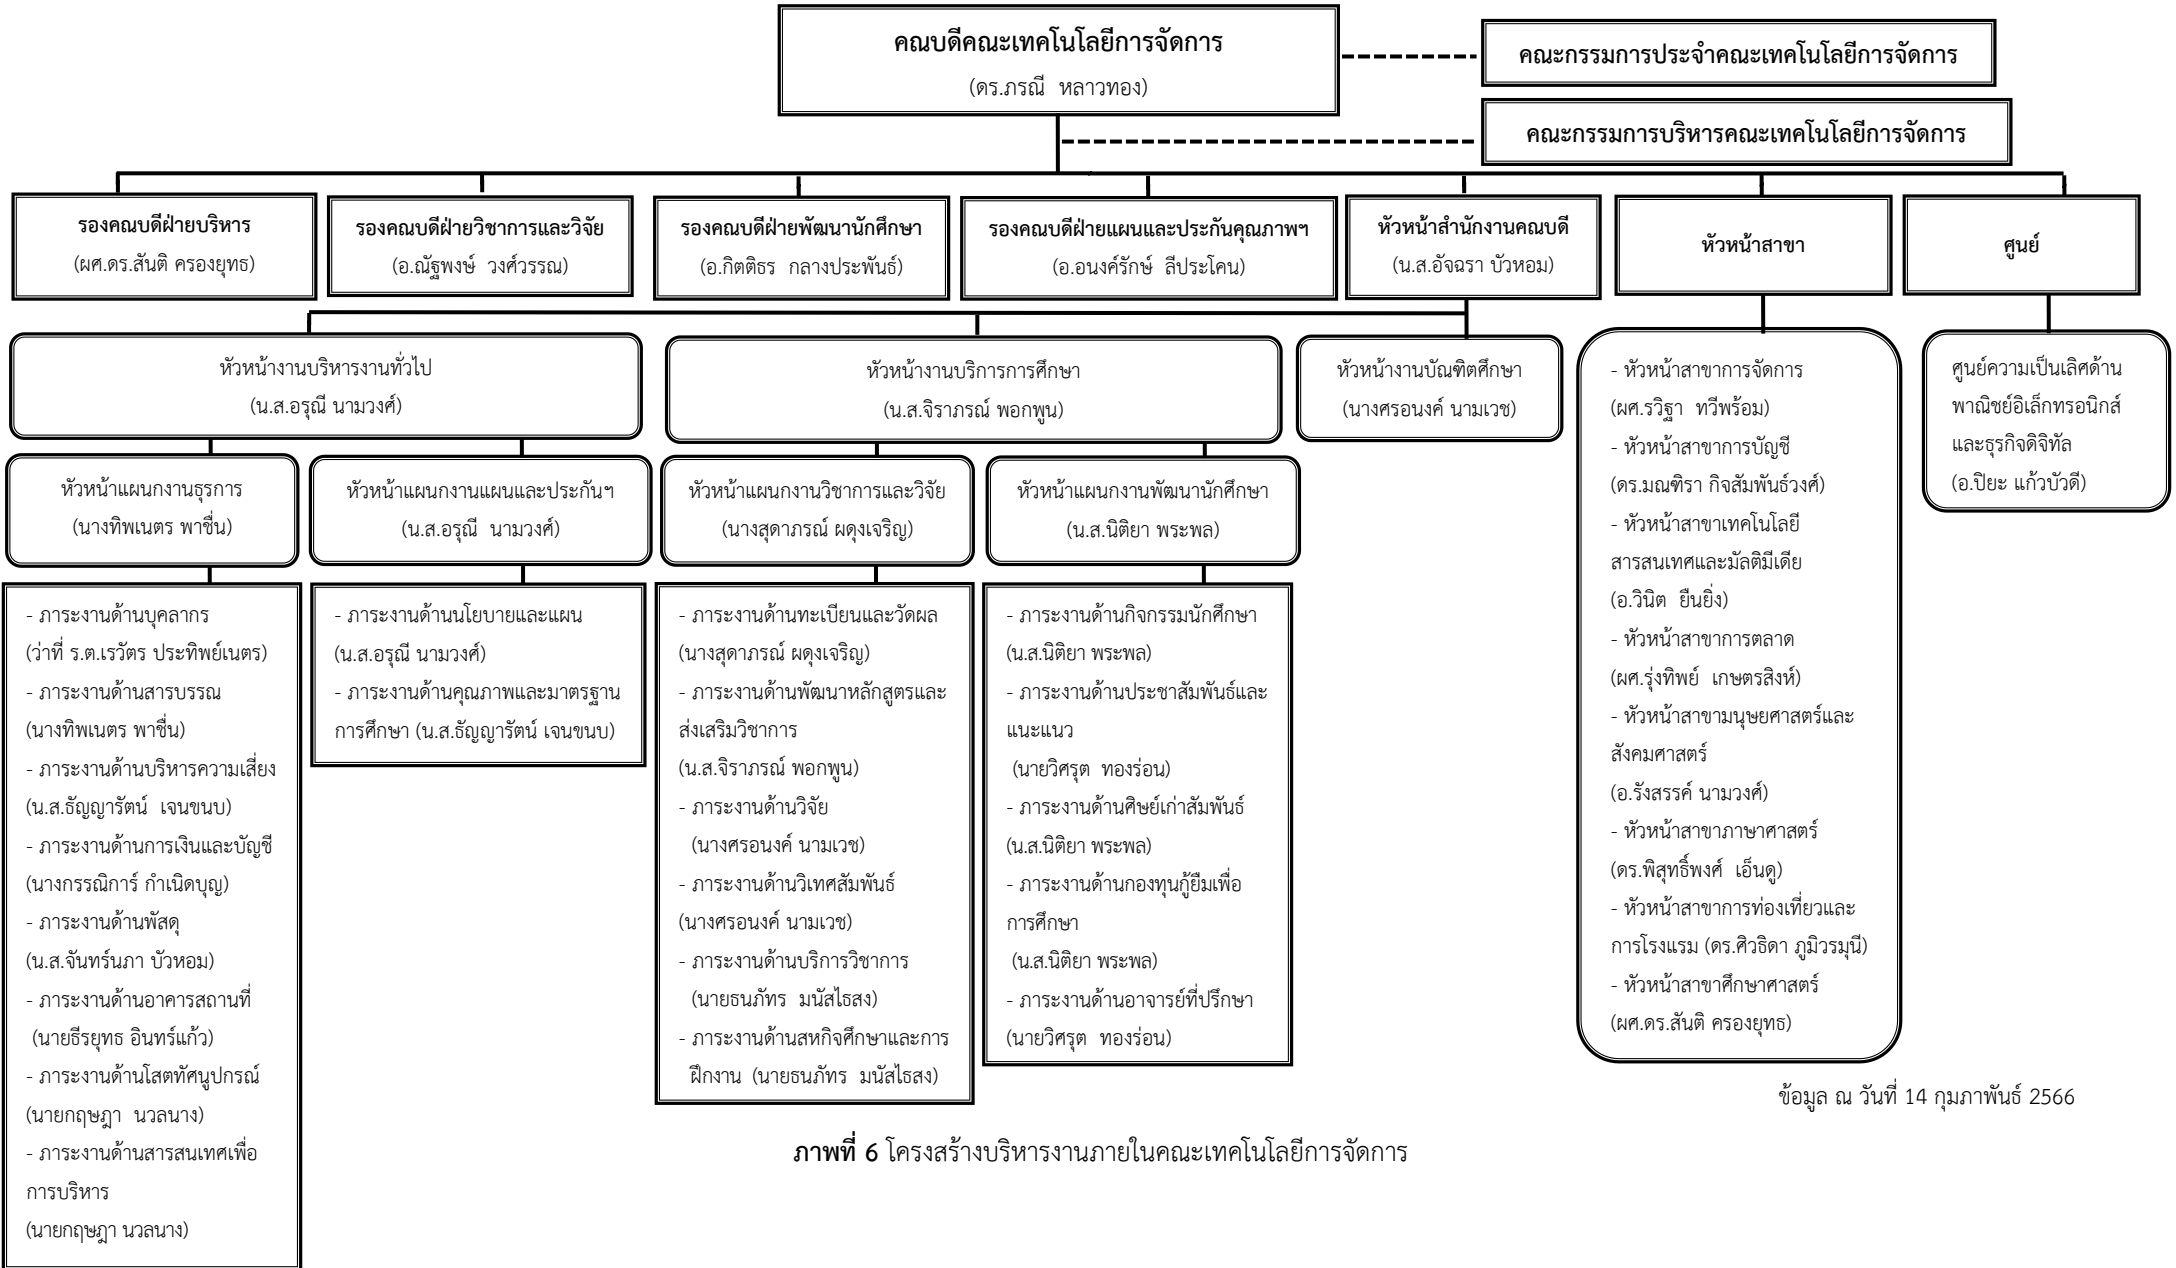 คณบดีคณะเทคโนโลยีการจัดการ
(ดร.ภรณี หลาวทอง)
คณะกรรมการประจำคณะเทคโนโลยีการจัดการ
คณะกรรมการบริหารคณะเทคโนโลยีการจัดการ
รองคณบดีฝ่ายบริหาร
(ผศ.ดร.สันติ ครองยุทธ)
รองคณบดีฝ่ายวิชาการและวิจัย
(อ.ณัฐพงษ์ วงศ์วรรณ)
รองคณบดีฝ่ายพัฒนานักศึกษา
(อ.กิตติธร กลางประพันธ์)
รองคณบดีฝ่ายแผนและประกันคุณภาพฯ
(อ.อนงค์รักษ์ ลีประโคน)
หัวหน้าสำนักงานคณบดี
(น.ส.อัจฉรา บัวหอม)
หัวหน้าสาขา
ศูนย์
หัวหน้างานบริหารงานทั่วไป
(น.ส.อรุณี นามวงศ์)
หัวหน้างานบริการการศึกษา
(น.ส.จิราภรณ์ พอกพูน)
หัวหน้างานบัณฑิตศึกษา
(นางศรอนงค์ นามเวช)
หัวหน้าแผนกงานธุรการ
(นางทิพเนตร พาชื่น)
หัวหน้าแผนกงานแผนและประกันฯ
(น.ส.อรุณี นามวงศ์)
หัวหน้าแผนกงานวิชาการและวิจัย
(นางสุดาภรณ์ ผดุงเจริญ)
หัวหน้าแผนกงานพัฒนานักศึกษา
(น.ส.นิติยา พระพล)
- ภาระงานด้านบุคลากร
(ว่าที่ ร.ต.เรวัตร ประทิพย์เนตร)
- ภาระงานด้านสารบรรณ
(นางทิพเนตร พาชื่น)
- ภาระงานด้านบริหารความเสี่ยง
(น.ส.ธัญญารัตน์ เจนขนบ)
- ภาระงานด้านการเงินและบัญชี
(นางกรรณิการ์ กำเนิดบุญ)
- ภาระงานด้านพัสดุ
(น.ส.จันทร์นภา บัวหอม)
- ภาระงานด้านอาคารสถานที่
(นายธีรยุทธ อินทร์แก้ว)
- ภาระงานด้านโสตทัศนูปกรณ์
(นายกฤษฎา นวลนาง)
- ภาระงานด้านสารสนเทศเพื่อ
การบริหาร
(นายกฤษฎา นวลนาง)
- ภาระงานด้านนโยบายและแผน
(น.ส.อรุณี นามวงศ์)
- ภาระงานด้านคุณภาพและมาตรฐาน
การศึกษา (น.ส.ธัญญารัตน์ เจนขนบ)
- ภาระงานด้านทะเบียนและวัดผล
(นางสุดาภรณ์ ผดุงเจริญ)
- ภาระงานด้านพัฒนาหลักสูตรและ
ส่งเสริมวิชาการ
(น.ส.จิราภรณ์ พอกพูน)
- ภาระงานด้านวิจัย
(นางศรอนงค์ นามเวช)
- ภาระงานด้านวิเทศสัมพันธ์
(นางศรอนงค์ นามเวช)
- ภาระงานด้านบริการวิชาการ
(นายธนภัทร มนัสไธสง)
- ภาระงานด้านสหกิจศึกษาและการ
ฝึกงาน (นายธนภัทร มนัสไธสง)
- ภาระงานด้านกิจกรรมนักศึกษา
(น.ส.นิติยา พระพล)
- ภาระงานด้านประชาสัมพันธ์และ
แนะแนว
(นายวิศรุต ทองร่อน)
- ภาระงานด้านศิษย์เก่าสัมพันธ์
(น.ส.นิติยา พระพล)
- ภาระงานด้านกองทุนกู้ยืมเพื่อ
การศึกษา
(น.ส.นิติยา พระพล)
- ภาระงานด้านอาจารย์ที่ปรึกษา
(นายวิศรุต ทองร่อน)
- หัวหน้าสาขาการจัดการ
(ผศ.รวิฐา ทวีพร้อม)
- หัวหน้าสาขาการบัญชี
(ดร.มณฑิรา กิจสัมพันธ์วงศ์)
- หัวหน้าสาขาเทคโนโลยี
สารสนเทศและมัลติมีเดีย
(อ.วินิต ยืนยิ่ง)
- หัวหน้าสาขาการตลาด
(ผศ.รุ่งทิพย์ เกษตรสิงห์)
- หัวหน้าสาขามนุษยศาสตร์และ
สังคมศาสตร์
(อ.รังสรรค์ นามวงศ์)
- หัวหน้าสาขาภาษาศาสตร์
(ดร.พิสุทธิ์พงศ์ เอ็นดู)
- หัวหน้าสาขาการท่องเที่ยวและ
การโรงแรม (ดร.ศิวธิดา ภูมิวรมุนี)
- หัวหน้าสาขาศึกษาศาสตร์
(ผศ.ดร.สันติ ครองยุทธ)
ศูนย์ความเป็นเลิศด้าน
พาณิชย์อิเล็กทรอนิกส์
และธุรกิจดิจิทัล
(อ.ปิยะ แก้วบัวดี)
ข้อมูล ณ วันที่ 14 กุมภาพันธ์ 2566
ภาพที่ 6 โครงสร้างบริหารงานภายในคณะเทคโนโลยีการจัดการ